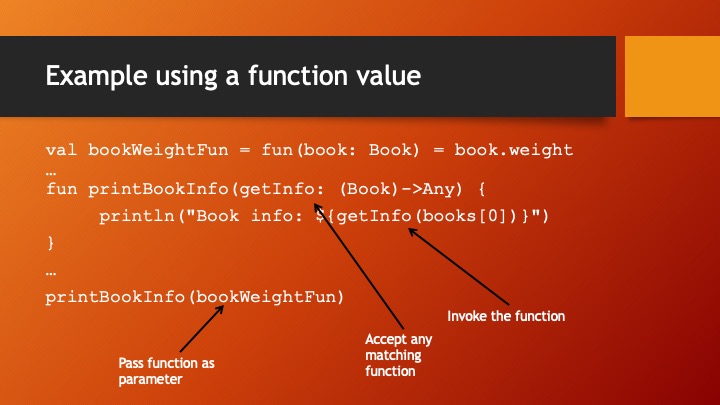 Example using a function value
val bookWeightFun = fun(book: Book) = book.weight
…
fun printBookInfo(getInfo: (Book)->Any) {
println("Book info: ${getInfo(books[0])}")
}
…
printBookInfo(bookWeightFun)
Invoke the function
Accept any
matching
function
Pass function as
parameter